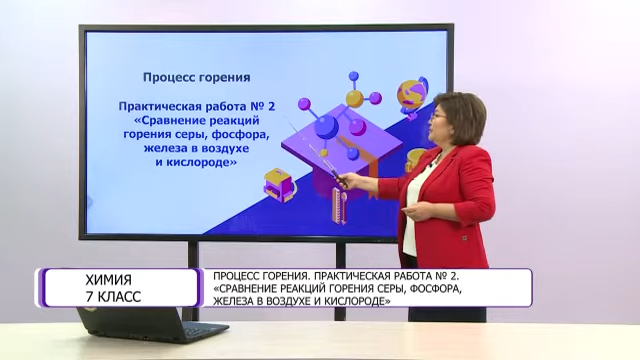 Процесс горения
Практическая работа № 2
«Сравнение реакций
горения серы, фосфора,
железа в воздухе
и кислороде»
ХИМИЯ
7 КЛАСС
ПРОЦЕСС ГОРЕНИЯ. ПРАКТИЧЕСКАЯ РАБОТА № 2.
«СРАВНЕНИЕ РЕАКЦИЙ ГОРЕНИЯ СЕРЫ, ФОСФОРА,
ЖЕЛЕЗА В ВОЗДУХЕ И КИСЛОРОДЕ»